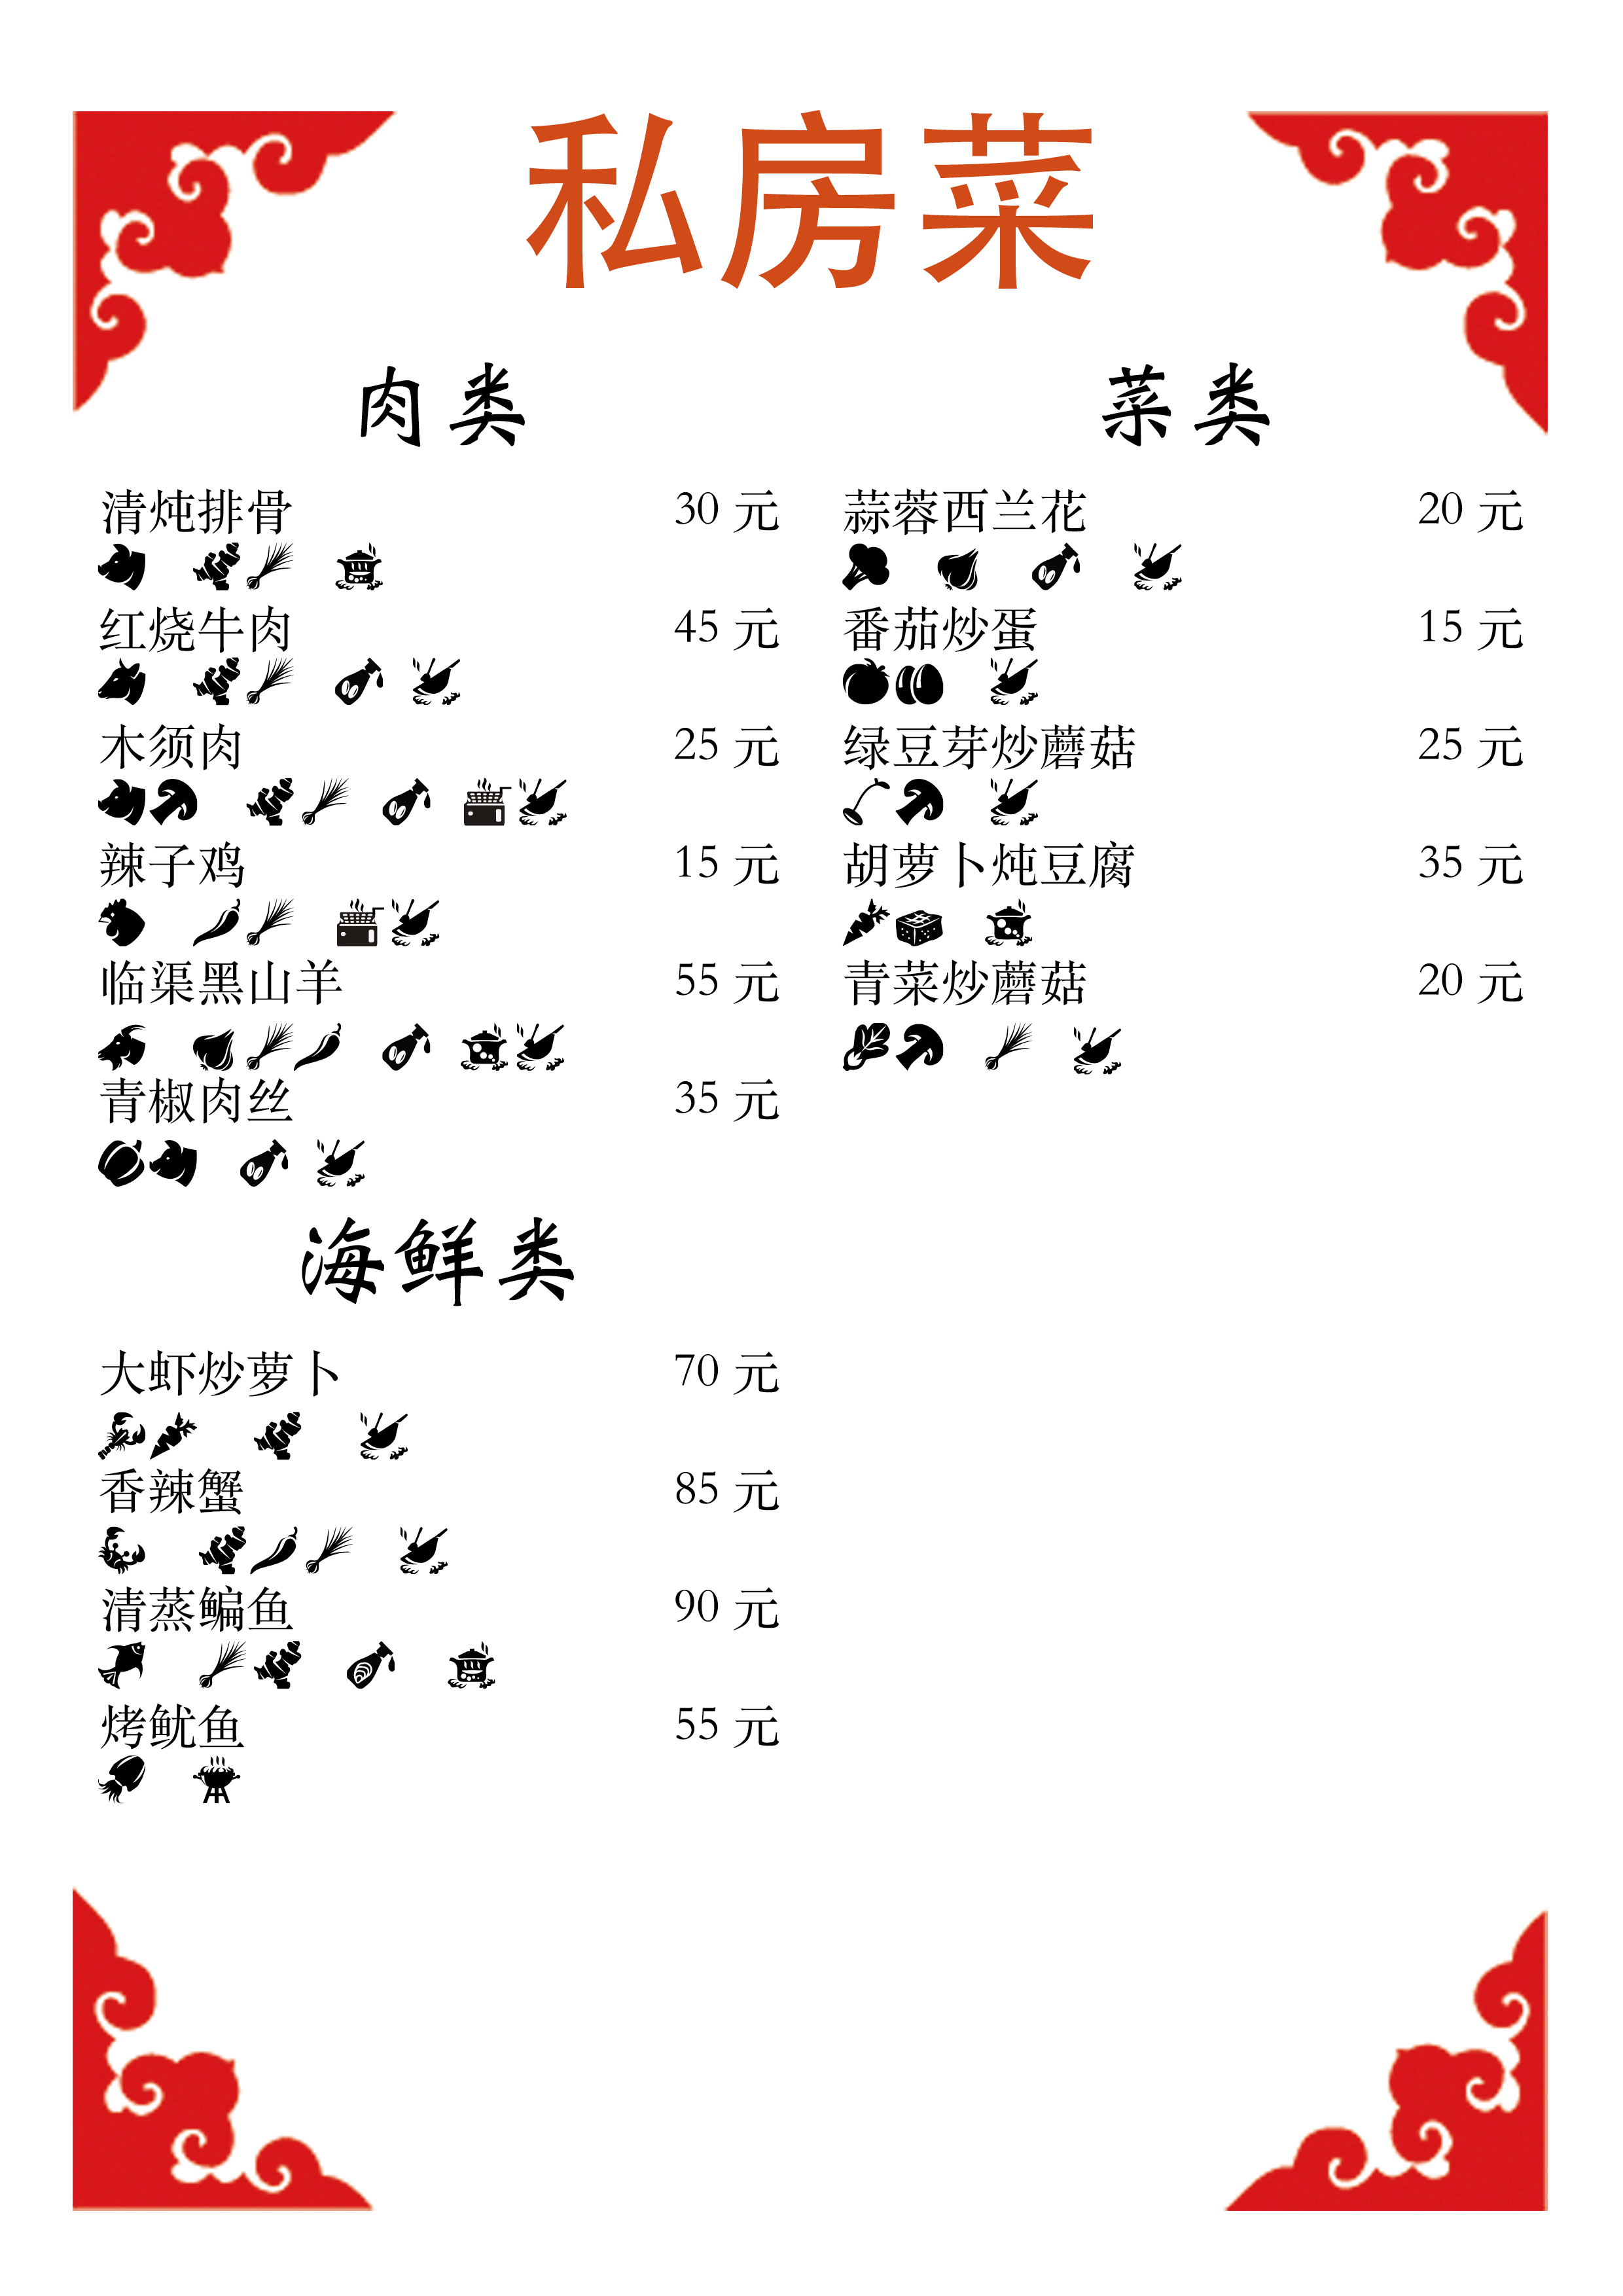 私房菜
肉类
清炖排骨 30 元
红烧牛肉 45 元
木须肉 25 元
辣子鸡 15 元
临渠黑山羊 55 元
青椒肉丝 35 元
海鲜类
大虾炒萝卜 70 元
香辣蟹 85 元
清蒸鳊鱼 90 元
烤鱿鱼 55 元
菜类
蒜蓉西兰花 20 元
番茄炒蛋 15 元
绿豆芽炒蘑菇 25 元
胡萝卜炖豆腐 35 元
青菜炒蘑菇 20 元